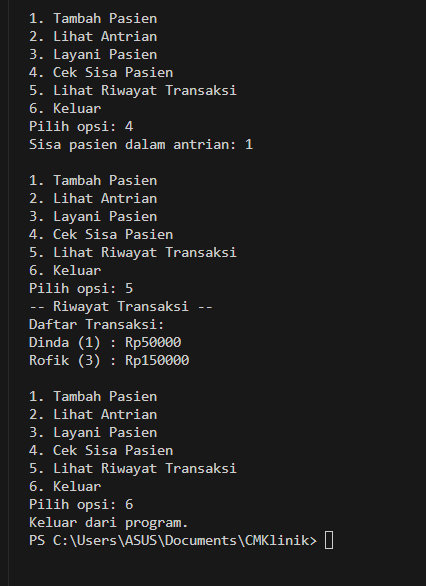 1. Tambah Pasien
2. Lihat Antrian
3. Layani Pasien
4. Cek Sisa Pasien
5. Lihat Riwayat Transaksi
6. Keluar
Pilih opsi: 4
Sisa pasien dalam antrian: 1

1. Tambah Pasien
2. Lihat Antrian
3. Layani Pasien
4. Cek Sisa Pasien
5. Lihat Riwayat Transaksi
6. Keluar
Pilih opsi: 5
-- Riwayat Transaksi --
Daftar Transaksi:
Dinda (1) : Rp50000
Rofik (3) : Rp150000

1. Tambah Pasien
2. Lihat Antrian
3. Layani Pasien
4. Cek Sisa Pasien
5. Lihat Riwayat Transaksi
6. Keluar
Pilih opsi: 6
Keluar dari program.
PS C:\Users\ASUS\Documents\CMKlinik>